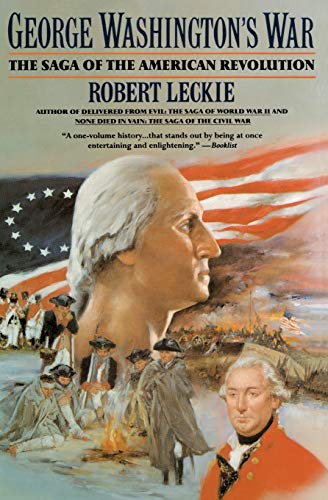 GEORGE WASHINGTON'S WAR
THE SAGA OF THE AMERICAN REVOLUTION
ROBERT LECKIE
AUTHOR OF DELIVERED FROM EVIL: THE SAGA OF WORLD WAR II AND
NONE DIED IN VAIN: THE SAGA OF THE CIVIL WAR
"A one-volume history...that stands out by being at once
entertaining and enlightening." —Booklist